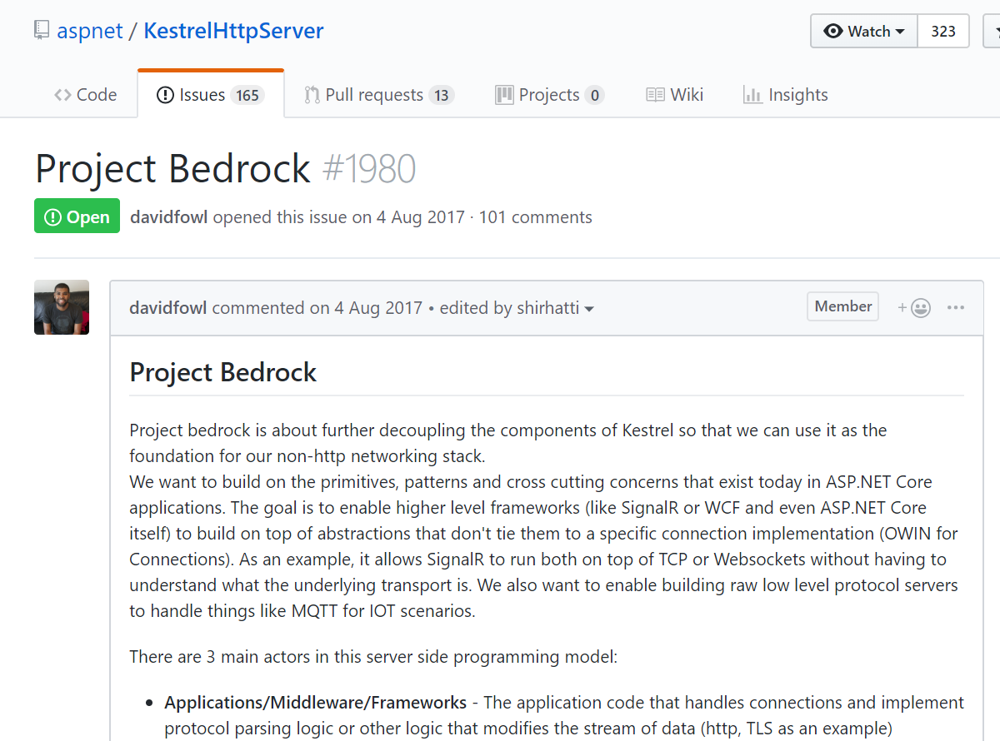 aspnet / KestrelHttpServer
Watch 323
Code
Issues 165
Pull requests 13
Projects 0
Wiki
Insights
Project Bedrock #1980
Open davidfowl opened this issue on 4 Aug 2017 · 101 comments
davidfowl commented on 4 Aug 2017 • edited by shirhatti
Member
Project Bedrock
Project bedrock is about further decoupling the components of Kestrel so that we can use it as the
foundation for our non-http networking stack.
We want to build on the primitives, patterns and cross cutting concerns that exist today in ASP.NET Core
applications. The goal is to enable higher level frameworks (like SignalR or WCF and even ASP.NET Core
itself) to build on top of abstractions that don't tie them to a specific connection implementation (OWIN for
Connections). As an example, it allows SignalR to run both on top of TCP or Websockets without having to
understand what the underlying transport is. We also want to enable building raw low level protocol servers
to handle things like MQTT for IOT scenarios.
There are 3 main actors in this server side programming model:
• Applications/Middleware/Frameworks - The application code that handles connections and implement
protocol parsing logic or other logic that modifies the stream of data (http, TLS as an example)